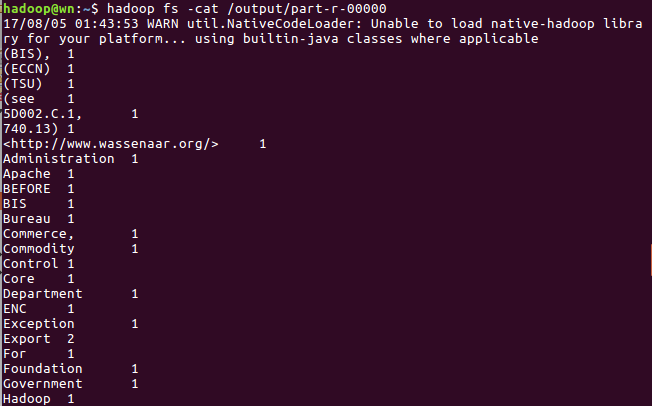 hadoop@wn:~$ hadoop fs -cat /output/part-r-00000
17/08/05 01:43:53 WARN util.NativeCodeLoader: Unable to load native-hadoop libra
ry for your platform... using builtin-java classes where applicable
(BIS),  1
(ECCN)  1
(TSU)   1
(see    1
5D002.C.1,      1
740.13) 1
<http://www.wassenaar.org/>     1
Administration  1
Apache  1
BEFORE  1
BIS     1
Bureau  1
Commerce,       1
Commodity       1
Control 1
Core    1
Department      1
ENC     1
Exception       1
Export  2
For     1
Foundation      1
Government      1
Hadoop  1